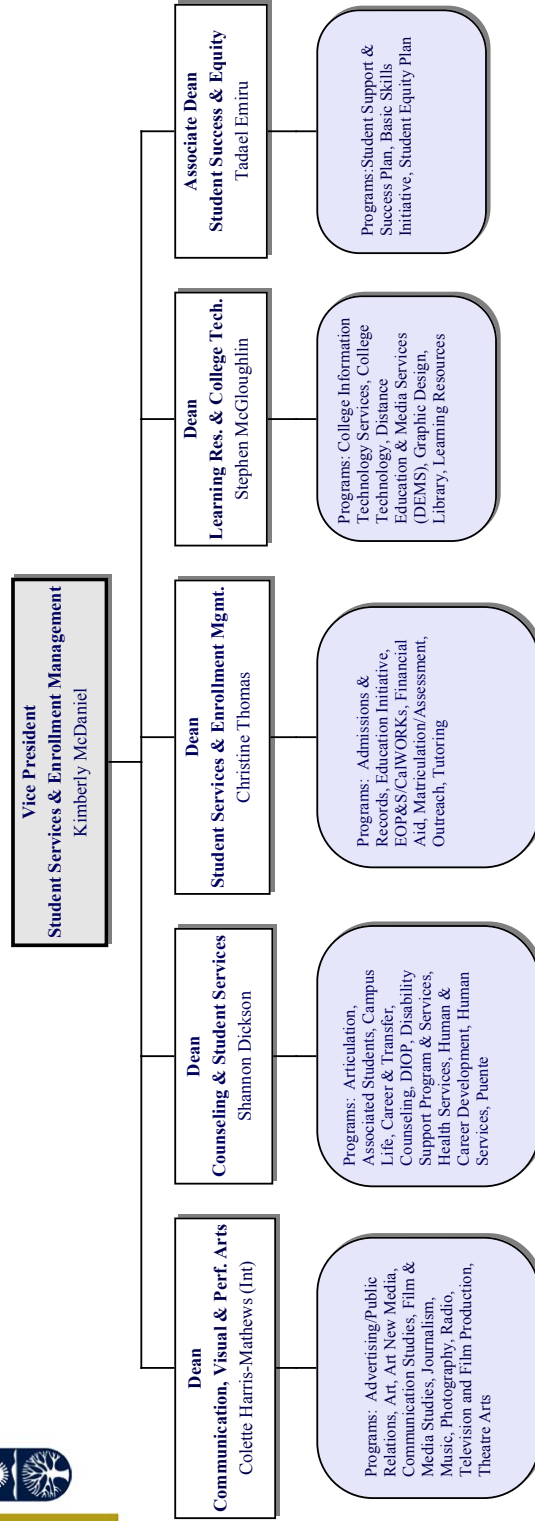 Vice President
Student Services & Enrollment Management
Kimberly McDaniel
Dean
Communication, Visual & Perf. Arts
Colette Harris-Mathews (Int)
Programs: Advertising/Public
Relations, Art, Art New Media,
Communication Studies, Film &
Media Studies, Journalism,
Music, Photography, Radio,
Television and Film Production,
Theatre Arts
Dean
Counseling & Student Services
Shannon Dickson
Programs: Articulation,
Associated Students, Campus
Life, Career & Transfer,
Counseling, DIOP, Disability
Support Program & Services,
Health Services, Human &
Career Development, Human
Services, Puente
Dean
Student Services & Enrollment Mgmt.
Christine Thomas
Programs: Admissions &
Records, Education Initiative,
EOP&S/CalWORKs, Financial
Aid, Matriculation/Assessment,
Outreach, Tutoring
Dean
Learning Res. & College Tech.
Stephen McGloughlin
Programs: College Information
Technology Services, College
Technology, Distance
Education & Media Services
(DEMS), Graphic Design,
Library, Learning Resources
Associate Dean
Student Success & Equity
Tadael Emiru
Programs:Student Support &
Success Plan, Basic Skills
Initiative, Student Equity Plan